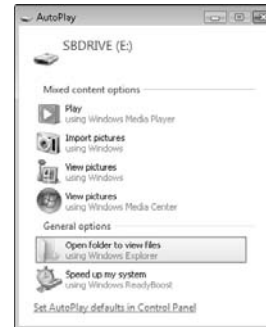 AutoPlay
SBDRIVE (E:)
Mixed content options
Play
using Windows Media Player
Import pictures
using Windows
View pictures
using Windows
View pictures
using Windows Media Center
General options
Open folder to view files
using Windows Explorer
Speed up my system
using Windows ReadyBoost
Set AutoPlay defaults in Control Panel